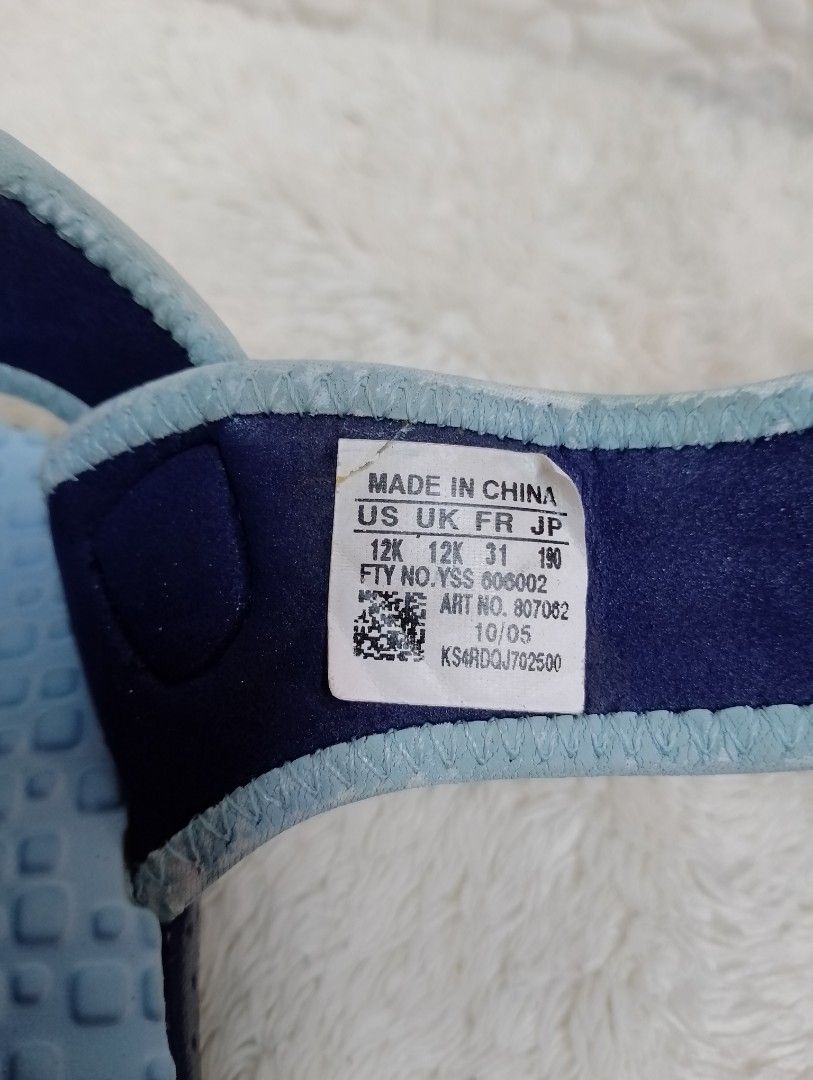 MADE IN CHINA
US UK FR JP
12K 12K 31 190
FTY NO.YSS 606002
ART NO. 807062
10/05
KS4RDQJ702500